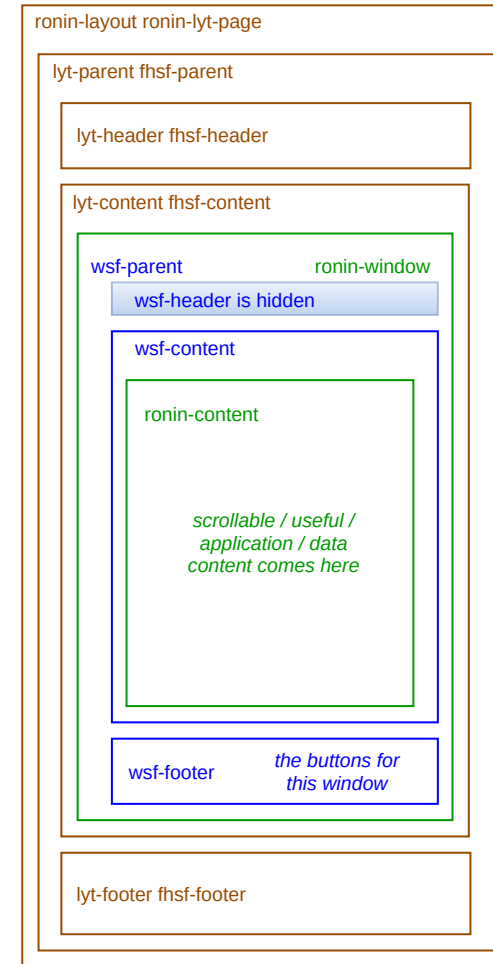 ronin-layout ronin-lyt-page
lyt-parent fhsf-parent
lyt-header fhsf-header
lyt-content fhsf-content
wsf-parent ronin-window
wsf-header is hidden
wsf-content
ronin-content
scrollable / useful /
application / data
content comes here
wsf-footer
the buttons for
this window
lyt-footer fhsf-footer